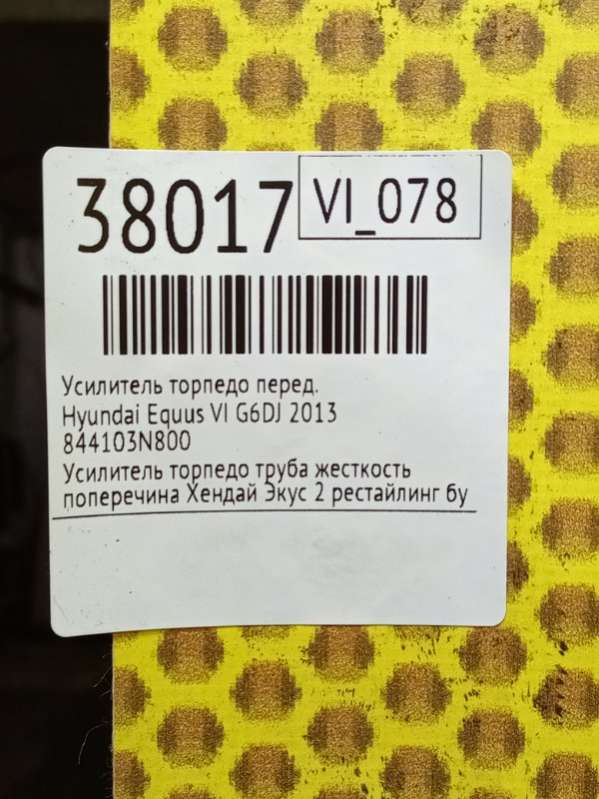 38017
VI_078
Усилитель торпедо перед.
Hyundai Equus VI G6DJ 2013
844103N800
Усилитель торпедо труба жесткость
поперечина Хендай Экус 2 рестайлинг бу